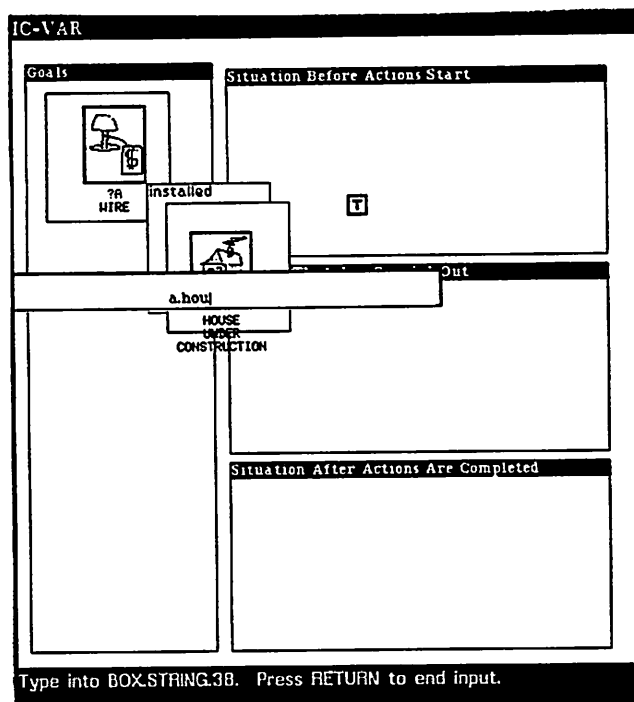 IC-VAR
Goals
Situation Before Actions Start
$
?A
WIRE
installed
T
Out
a.hou
HOUSE
UNDER
CONSTRUCTION
Situation After Actions Are Completed
Type into BOX.STRING.38. Press RETURN to end input.